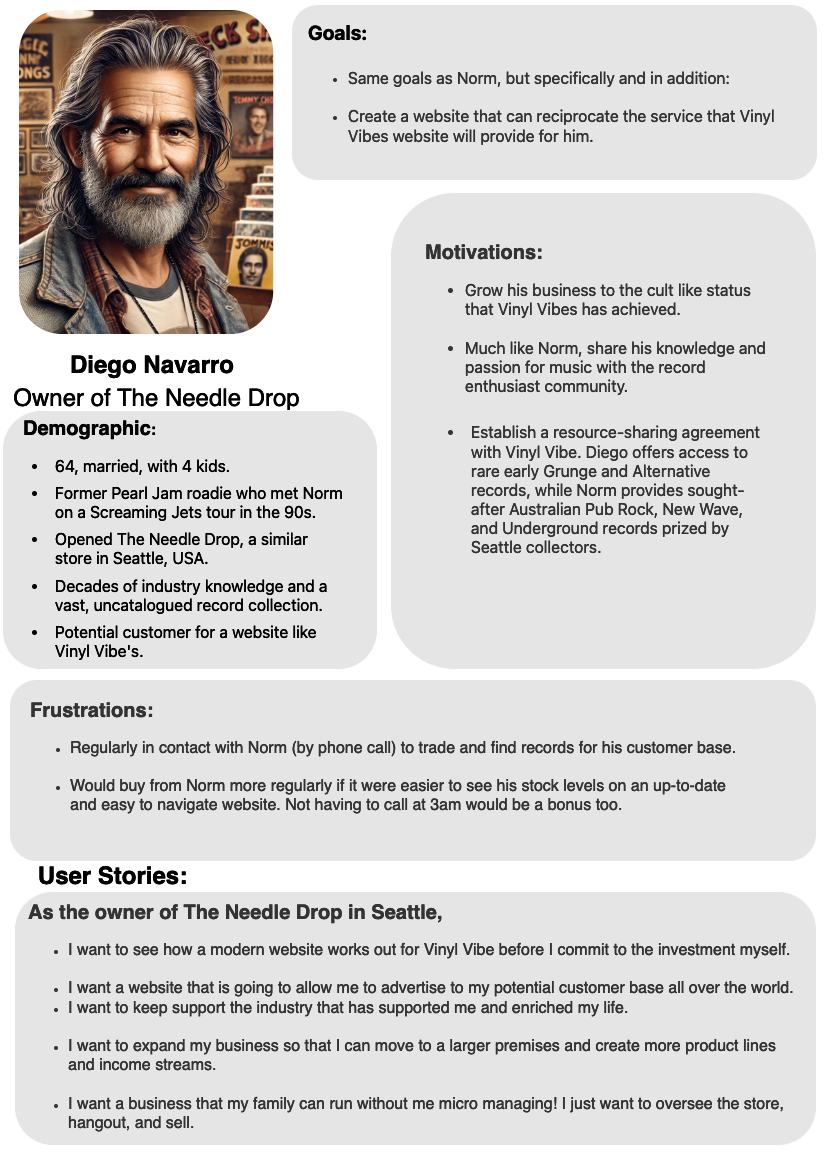 Diego Navarro
Owner of The Needle Drop
Demographic:
• 64, married, with 4 kids.
• Former Pearl Jam roadie who met Norm
on a Screaming Jets tour in the 90s.
• Opened The Needle Drop, a similar
store in Seattle, USA.
• Decades of industry knowledge and a
vast, uncatalogued record collection.
• Potential customer for a website like
Vinyl Vibe's.
Goals:
• Same goals as Norm, but specifically and in addition:
• Create a website that can reciprocate the service that Vinyl
Vibes website will provide for him.
Motivations:
• Grow his business to the cult like status
that Vinyl Vibes has achieved.
• Much like Norm, share his knowledge and
passion for music with the record
enthusiast community.
• Establish a resource-sharing agreement
with Vinyl Vibe. Diego offers access to
rare early Grunge and Alternative
records, while Norm provides sought-
after Australian Pub Rock, New Wave,
and Underground records prized by
Seattle collectors.
Frustrations:
• Regularly in contact with Norm (by phone call) to trade and find records for his customer base.
• Would buy from Norm more regularly if it were easier to see his stock levels on an up-to-date
and easy to navigate website. Not having to call at 3am would be a bonus too.
User Stories:
As the owner of The Needle Drop in Seattle,
• I want to see how a modern website works out for Vinyl Vibe before I commit to the investment myself.
• I want a website that is going to allow me to advertise to my potential customer base all over the world.
• I want to keep support the industry that has supported me and enriched my life.
• I want to expand my business so that I can move to a larger premises and create more product lines
and income streams.
• I want a business that my family can run without me micro managing! I just want to oversee the store,
hangout, and sell.